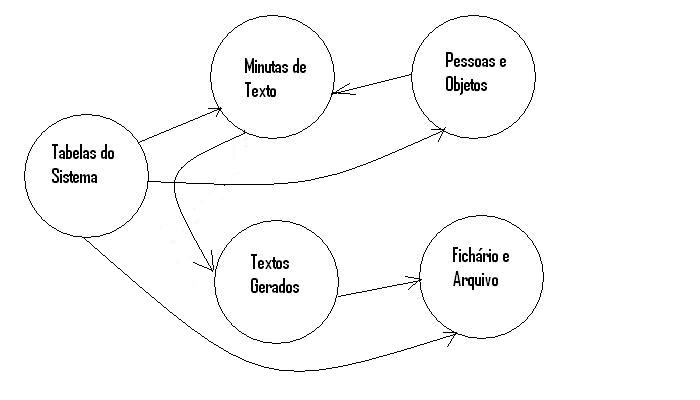 Minutas de
Texto
Pessoas e
Objetos
Tabelas do
Sistema
Textos
Gerados
Fichário e
Arquivo